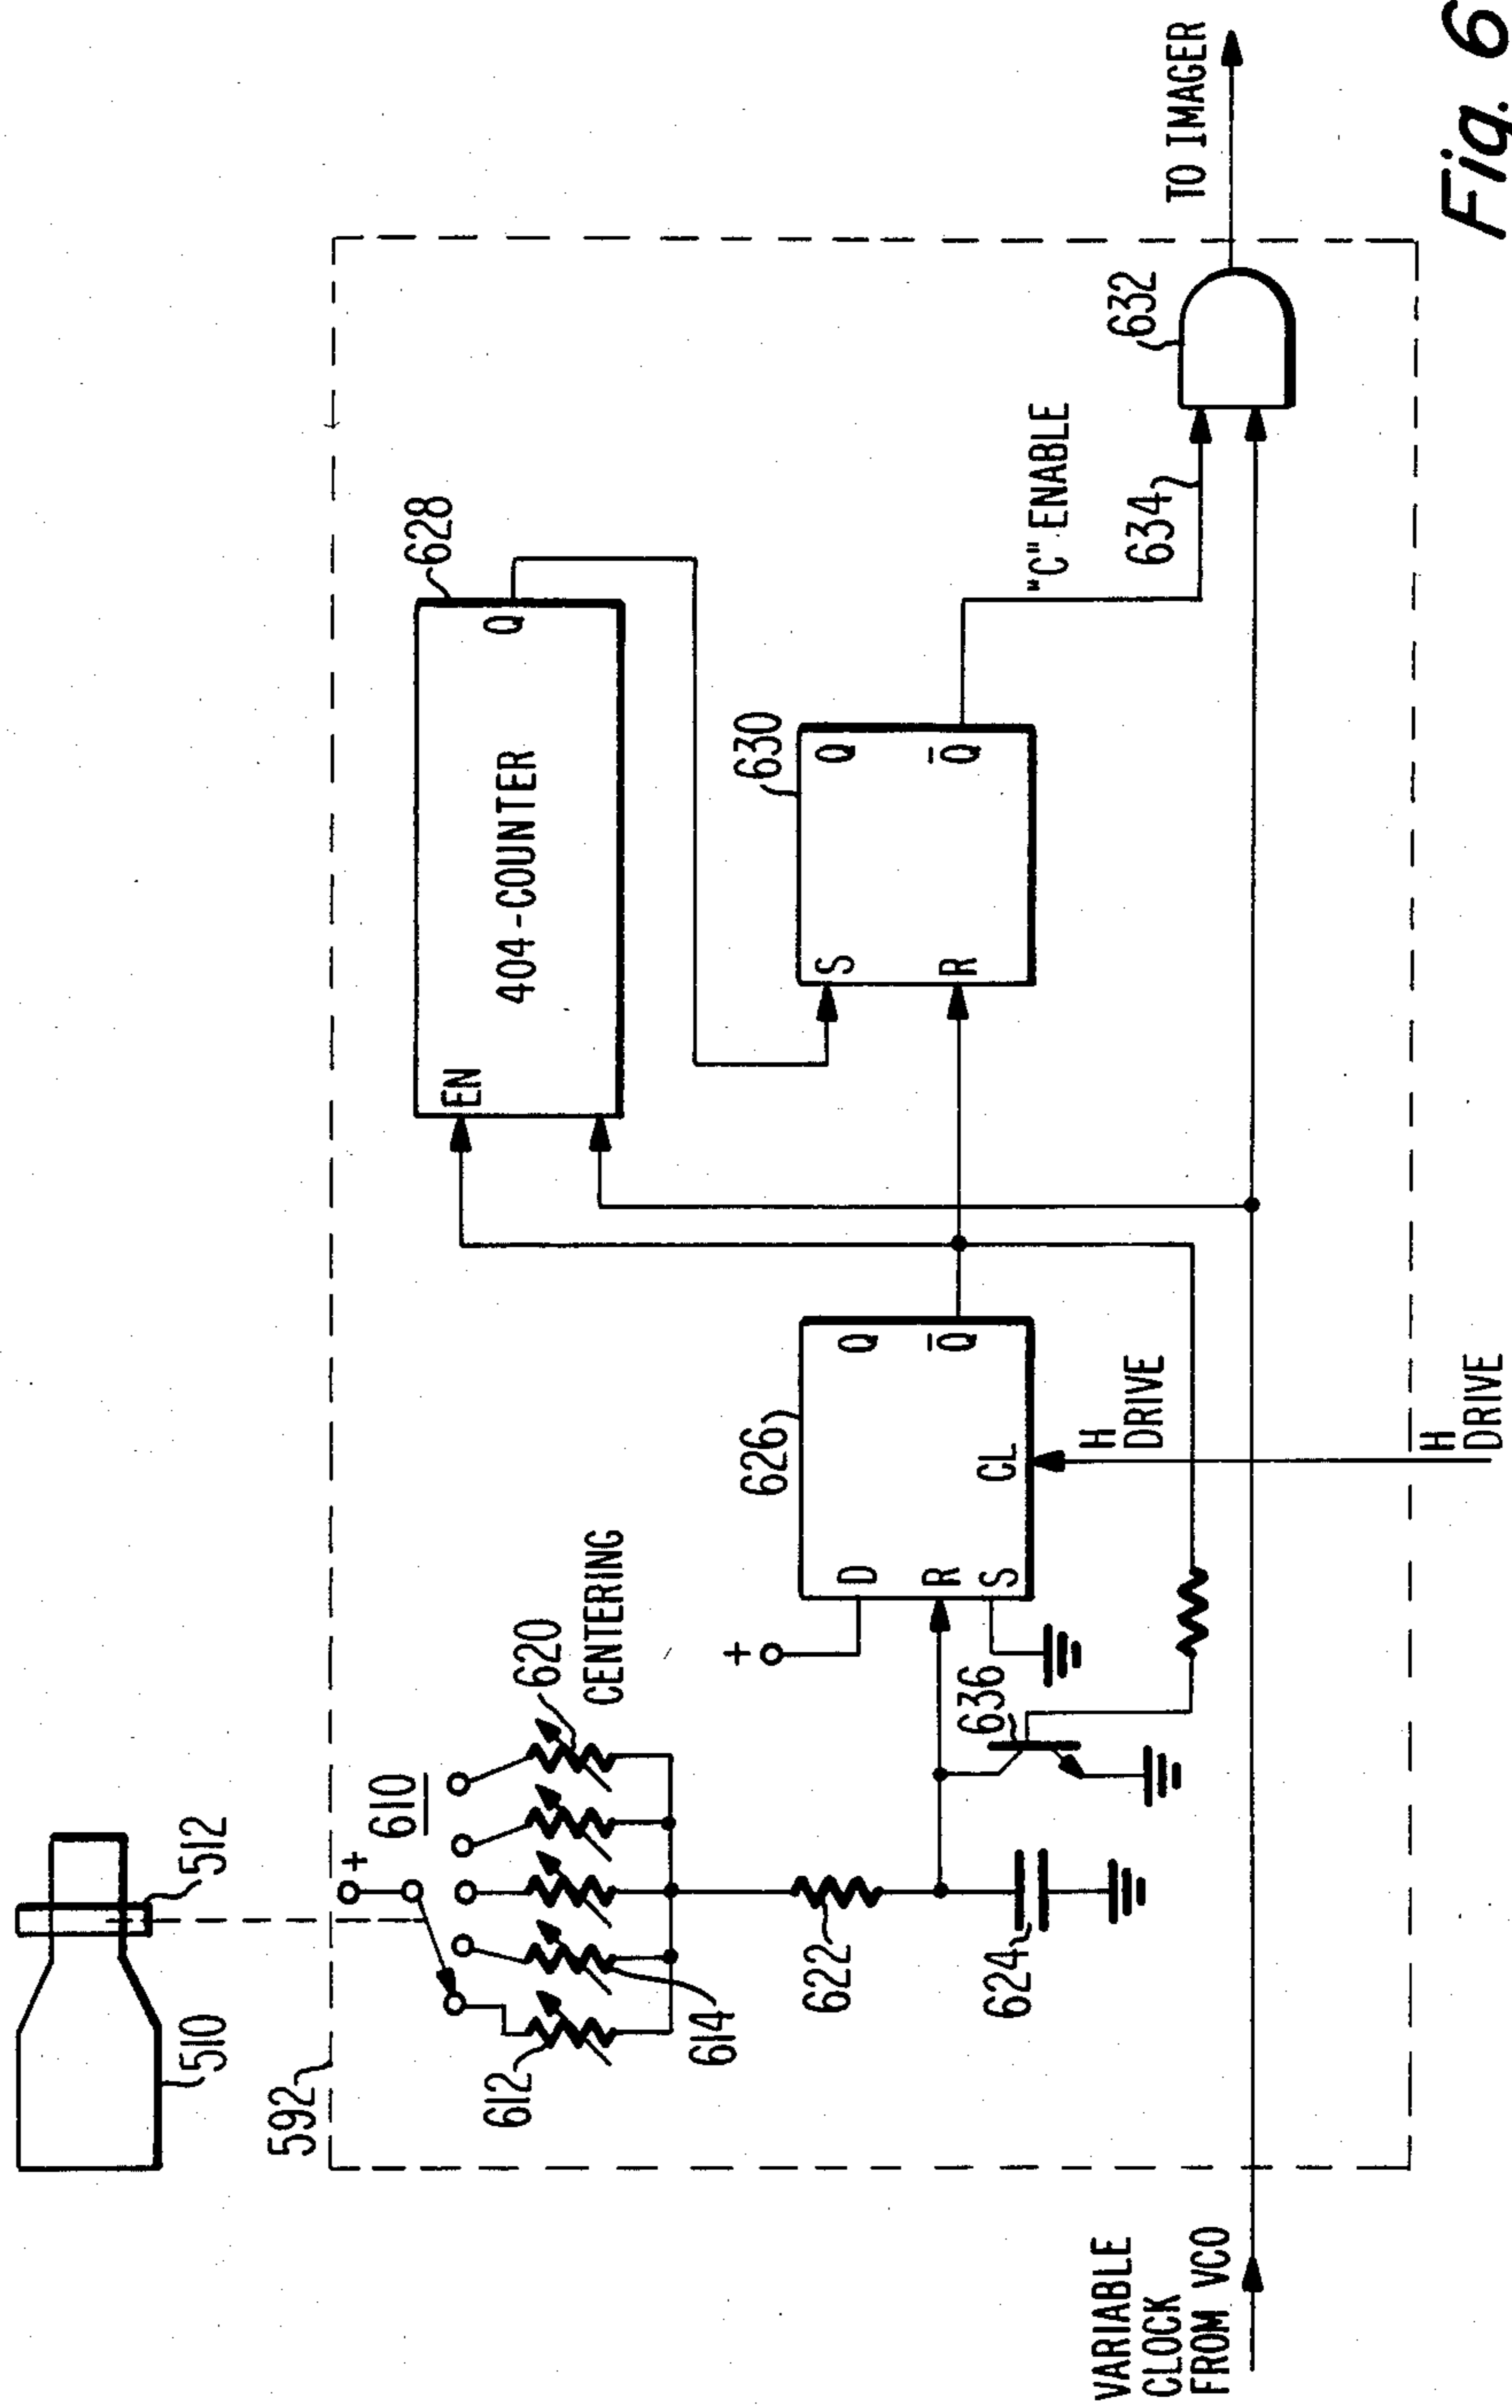 510
512
592
+
610
612
614
620
CENTERING
622
624
+
636
626
D
R
S
CL
Q
Q̅
H
DRIVE
H
DRIVE
628
EN
404-COUNTER
Q
630
S
R
Q
Q̅
"C" ENABLE
634
632
TO IMAGER
VARIABLE
CLOCK
FROM VCO
Fig. 6